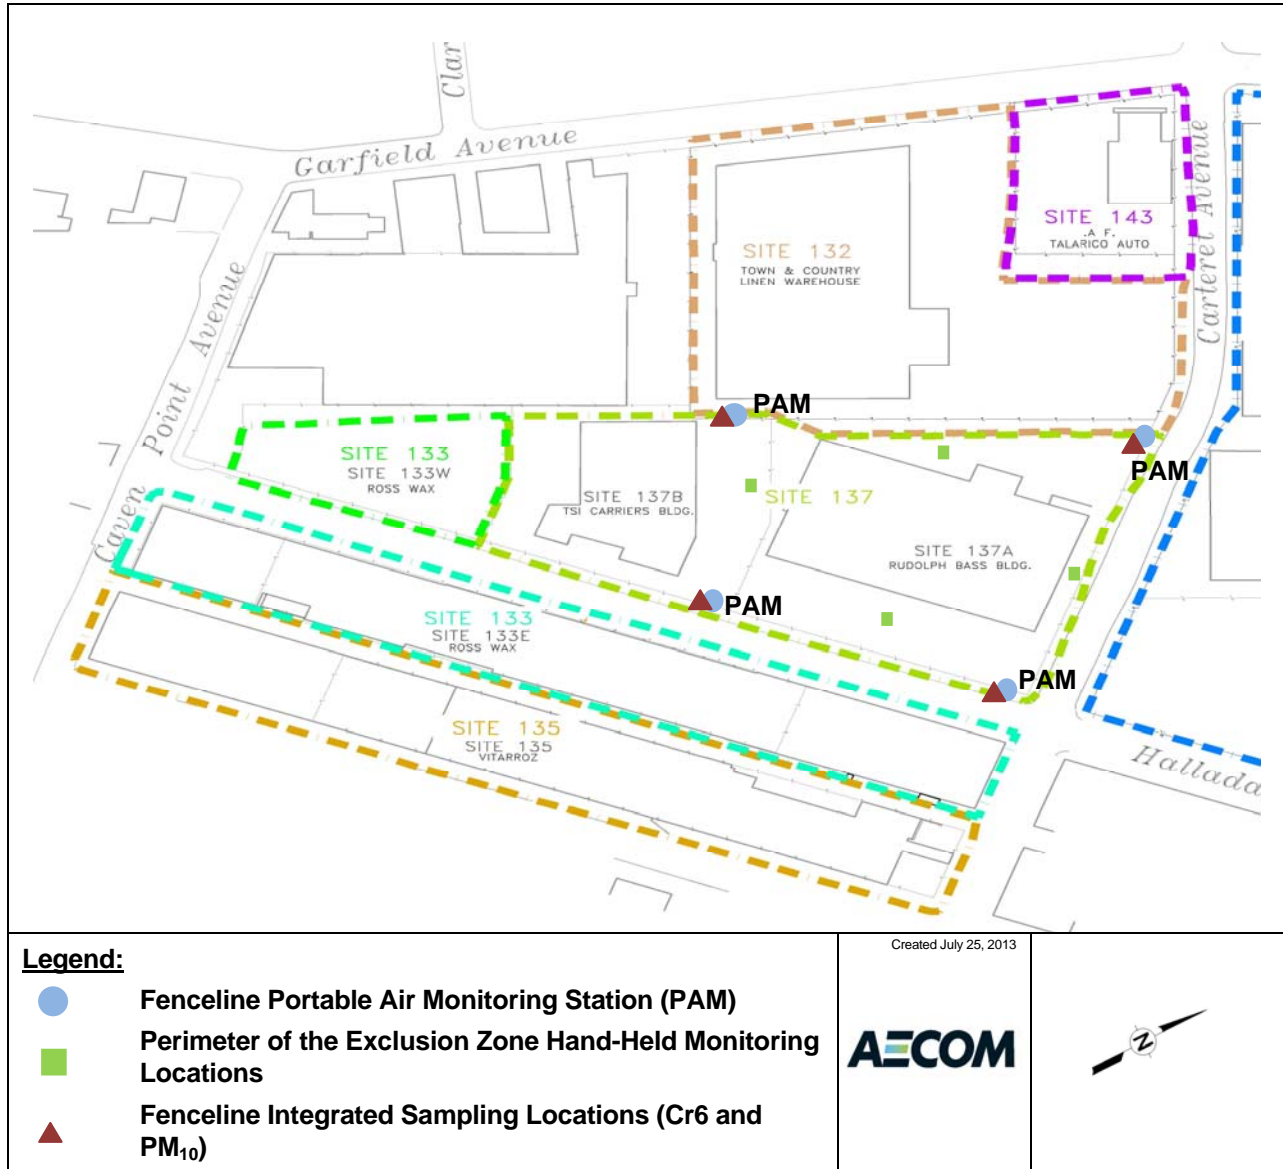 Clar
Garfield Avenue
Carteret Avenue
SITE 143
.A F.
TALARICO AUTO
SITE 132
TOWN & COUNTRY
LINEN WAREHOUSE
Caven Point Avenue
PAM
PAM
SITE 133
SITE 133W
ROSS WAX
SITE 137B
TSI CARRIERS BLDG.
SITE 137
SITE 137A
RUDOLPH BASS BLDG.
PAM
SITE 133
SITE 133E
ROSS WAX
PAM
SITE 135
SITE 135
VITARROZ
Hallada
Legend:
Fenceline Portable Air Monitoring Station (PAM)
Perimeter of the Exclusion Zone Hand-Held Monitoring
Locations
Fenceline Integrated Sampling Locations (Cr6 and
PM₁₀)
Created July 25, 2013
AECOM
N